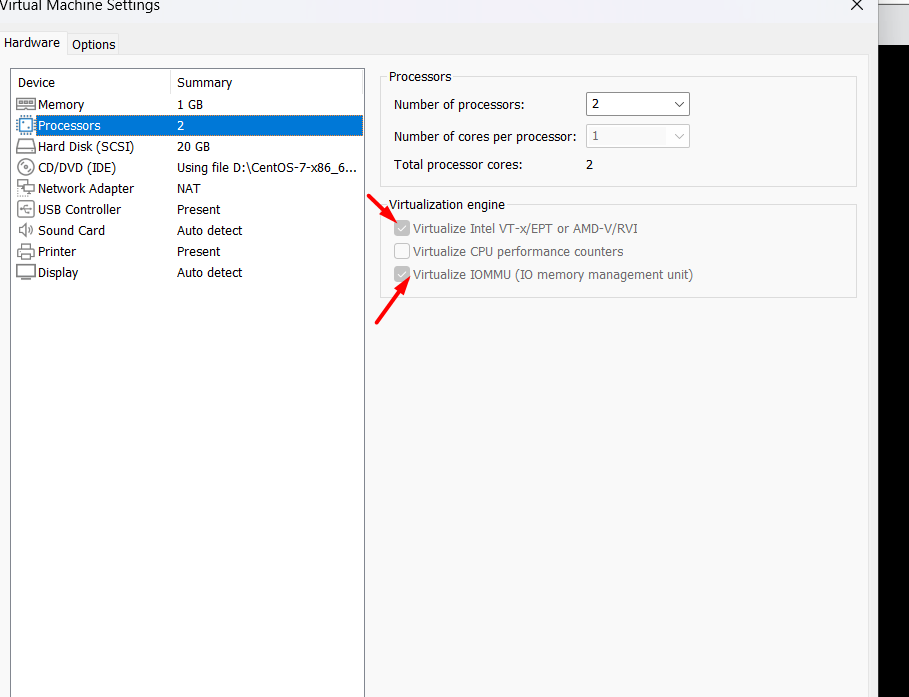 Virtual Machine Settings
Hardware Options
Device Summary
Memory 1 GB
Processors 2
Hard Disk (SCSI) 20 GB
CD/DVD (IDE) Using file D:\CentOS-7-x86_6...
Network Adapter NAT
USB Controller Present
Sound Card Auto detect
Printer Present
Display Auto detect
Processors
Number of processors: 2
Number of cores per processor: 1
Total processor cores: 2
Virtualization engine
Virtualize Intel VT-x/EPT or AMD-V/RVI
Virtualize CPU performance counters
Virtualize IOMMU (IO memory management unit)